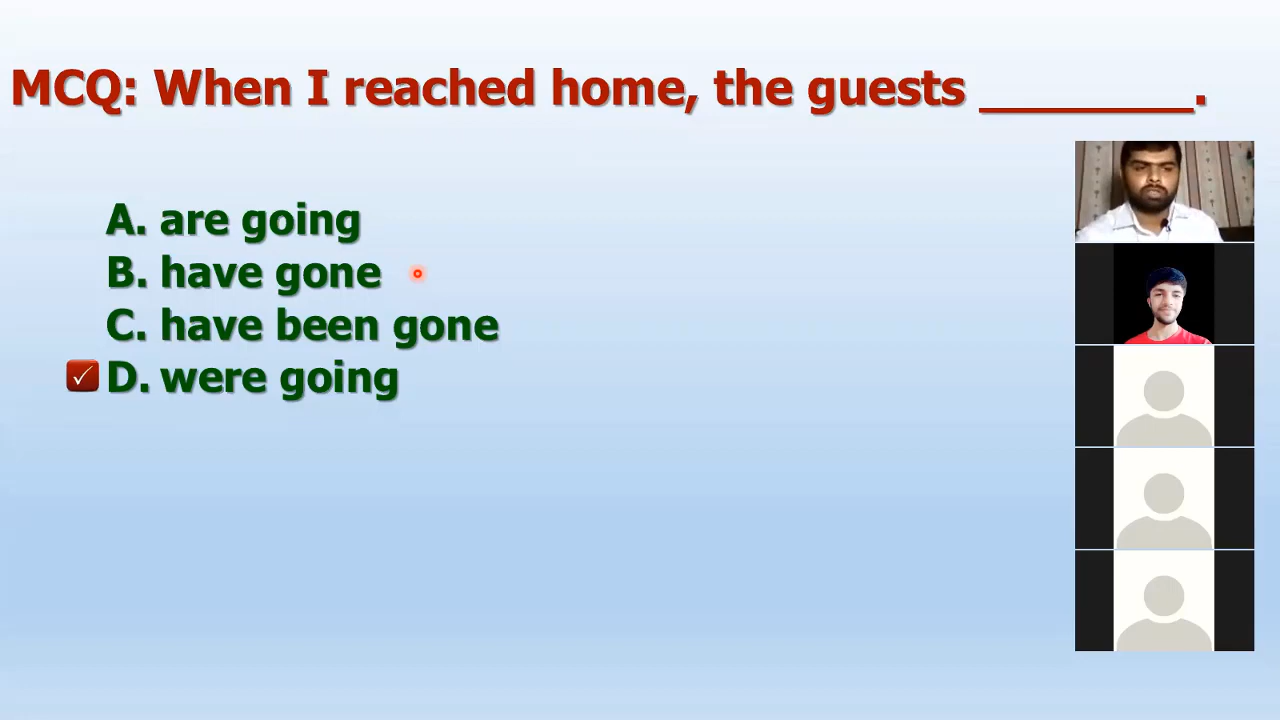 MCQ: When I reached home, the guests ________.
A. are going
B. have gone
C. have been gone
D. were going